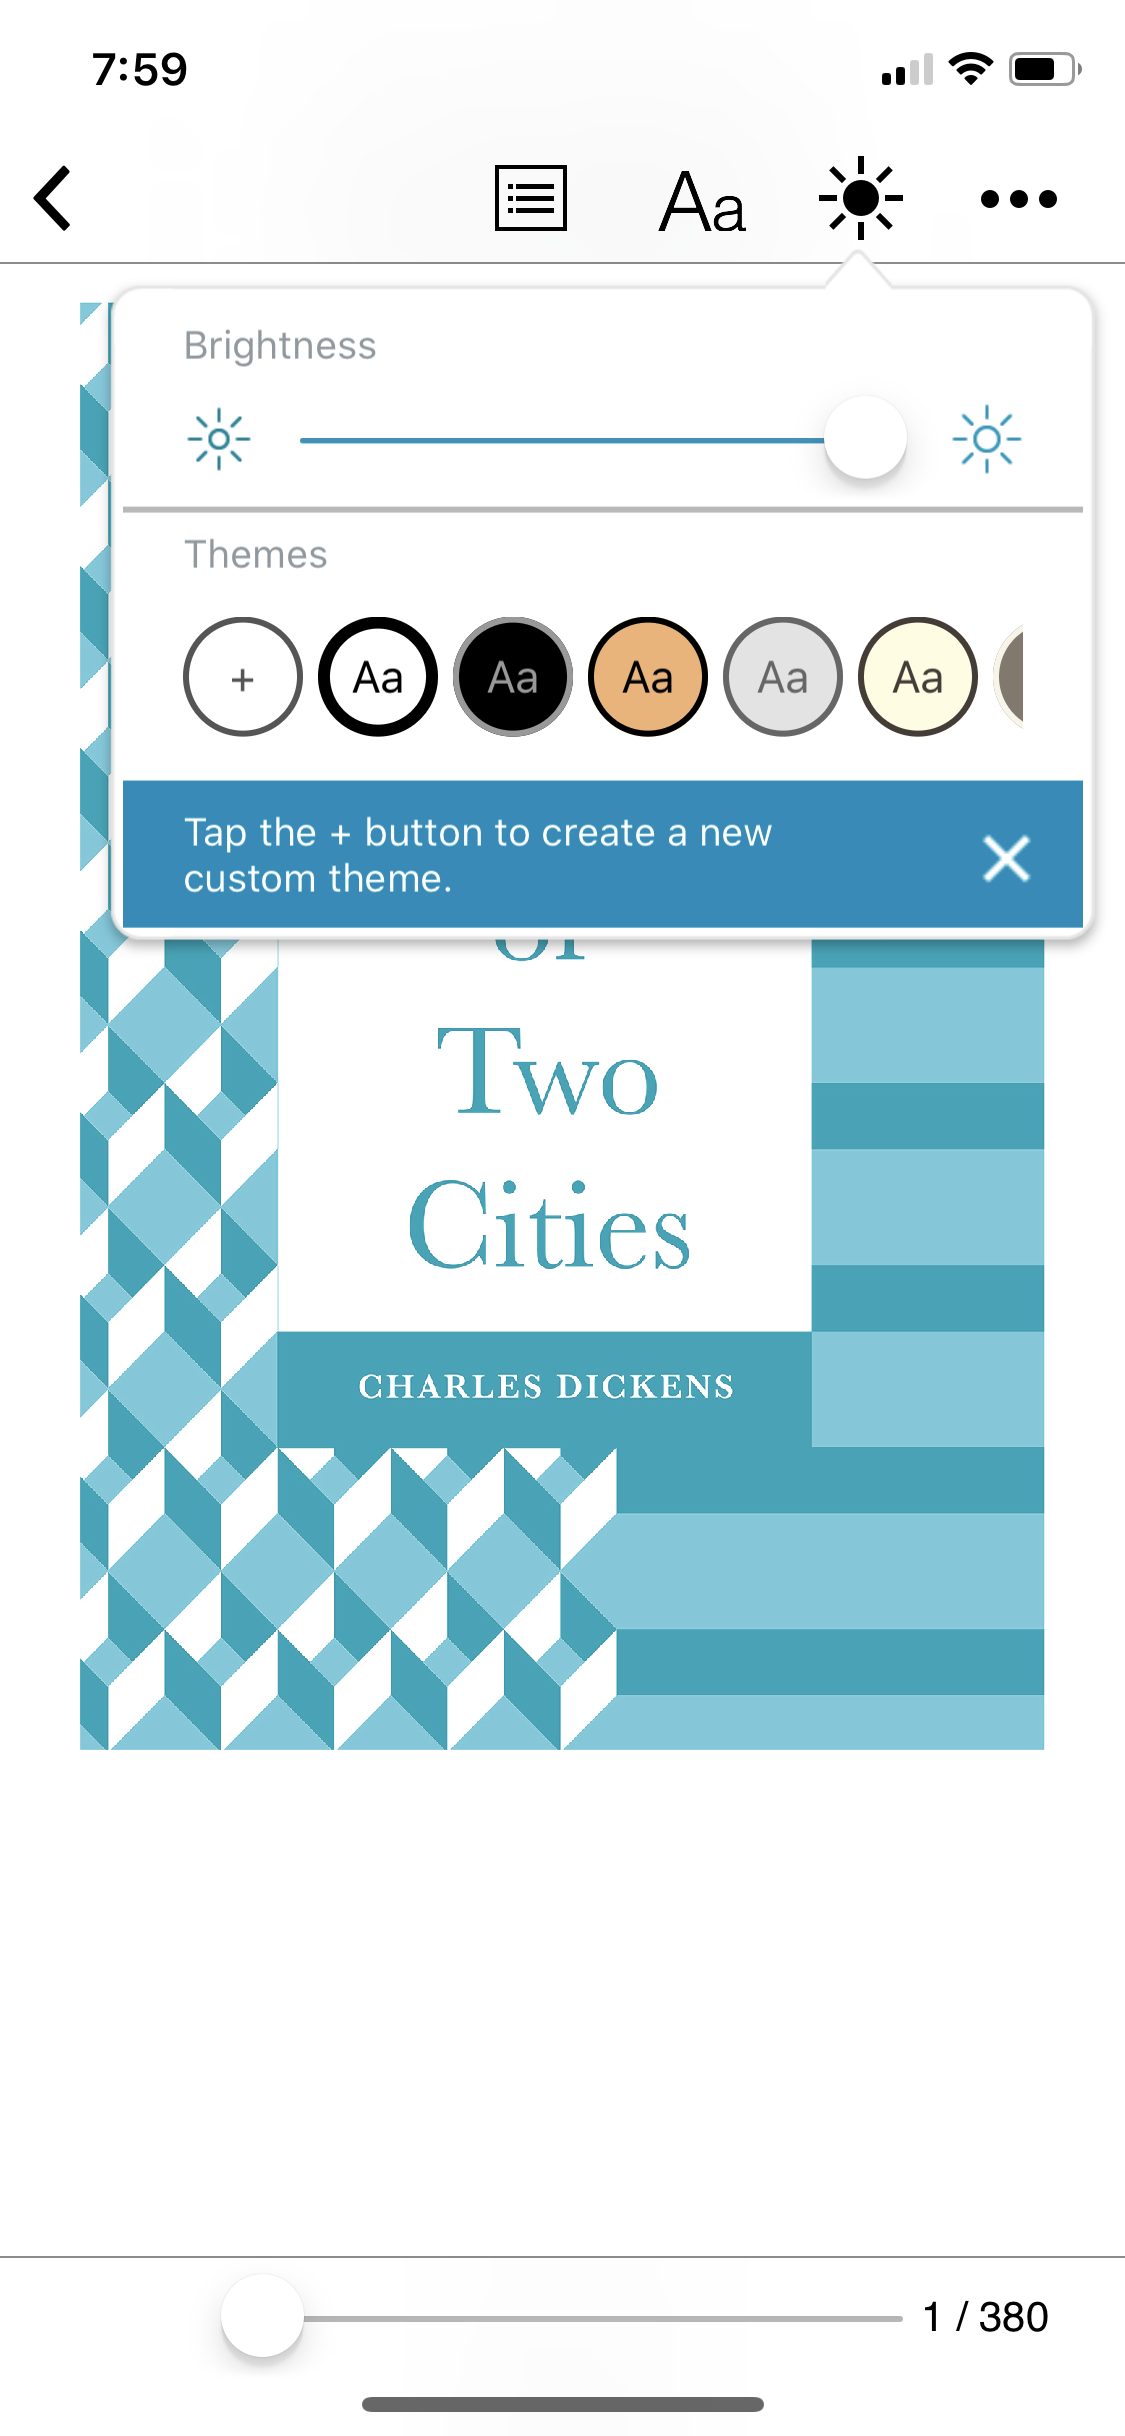 7:59
Aa
Brightness
Themes
+ Aa Aa Aa Aa Aa
Tap the + button to create a new
custom theme.
Two
Cities
CHARLES DICKENS
1 / 380